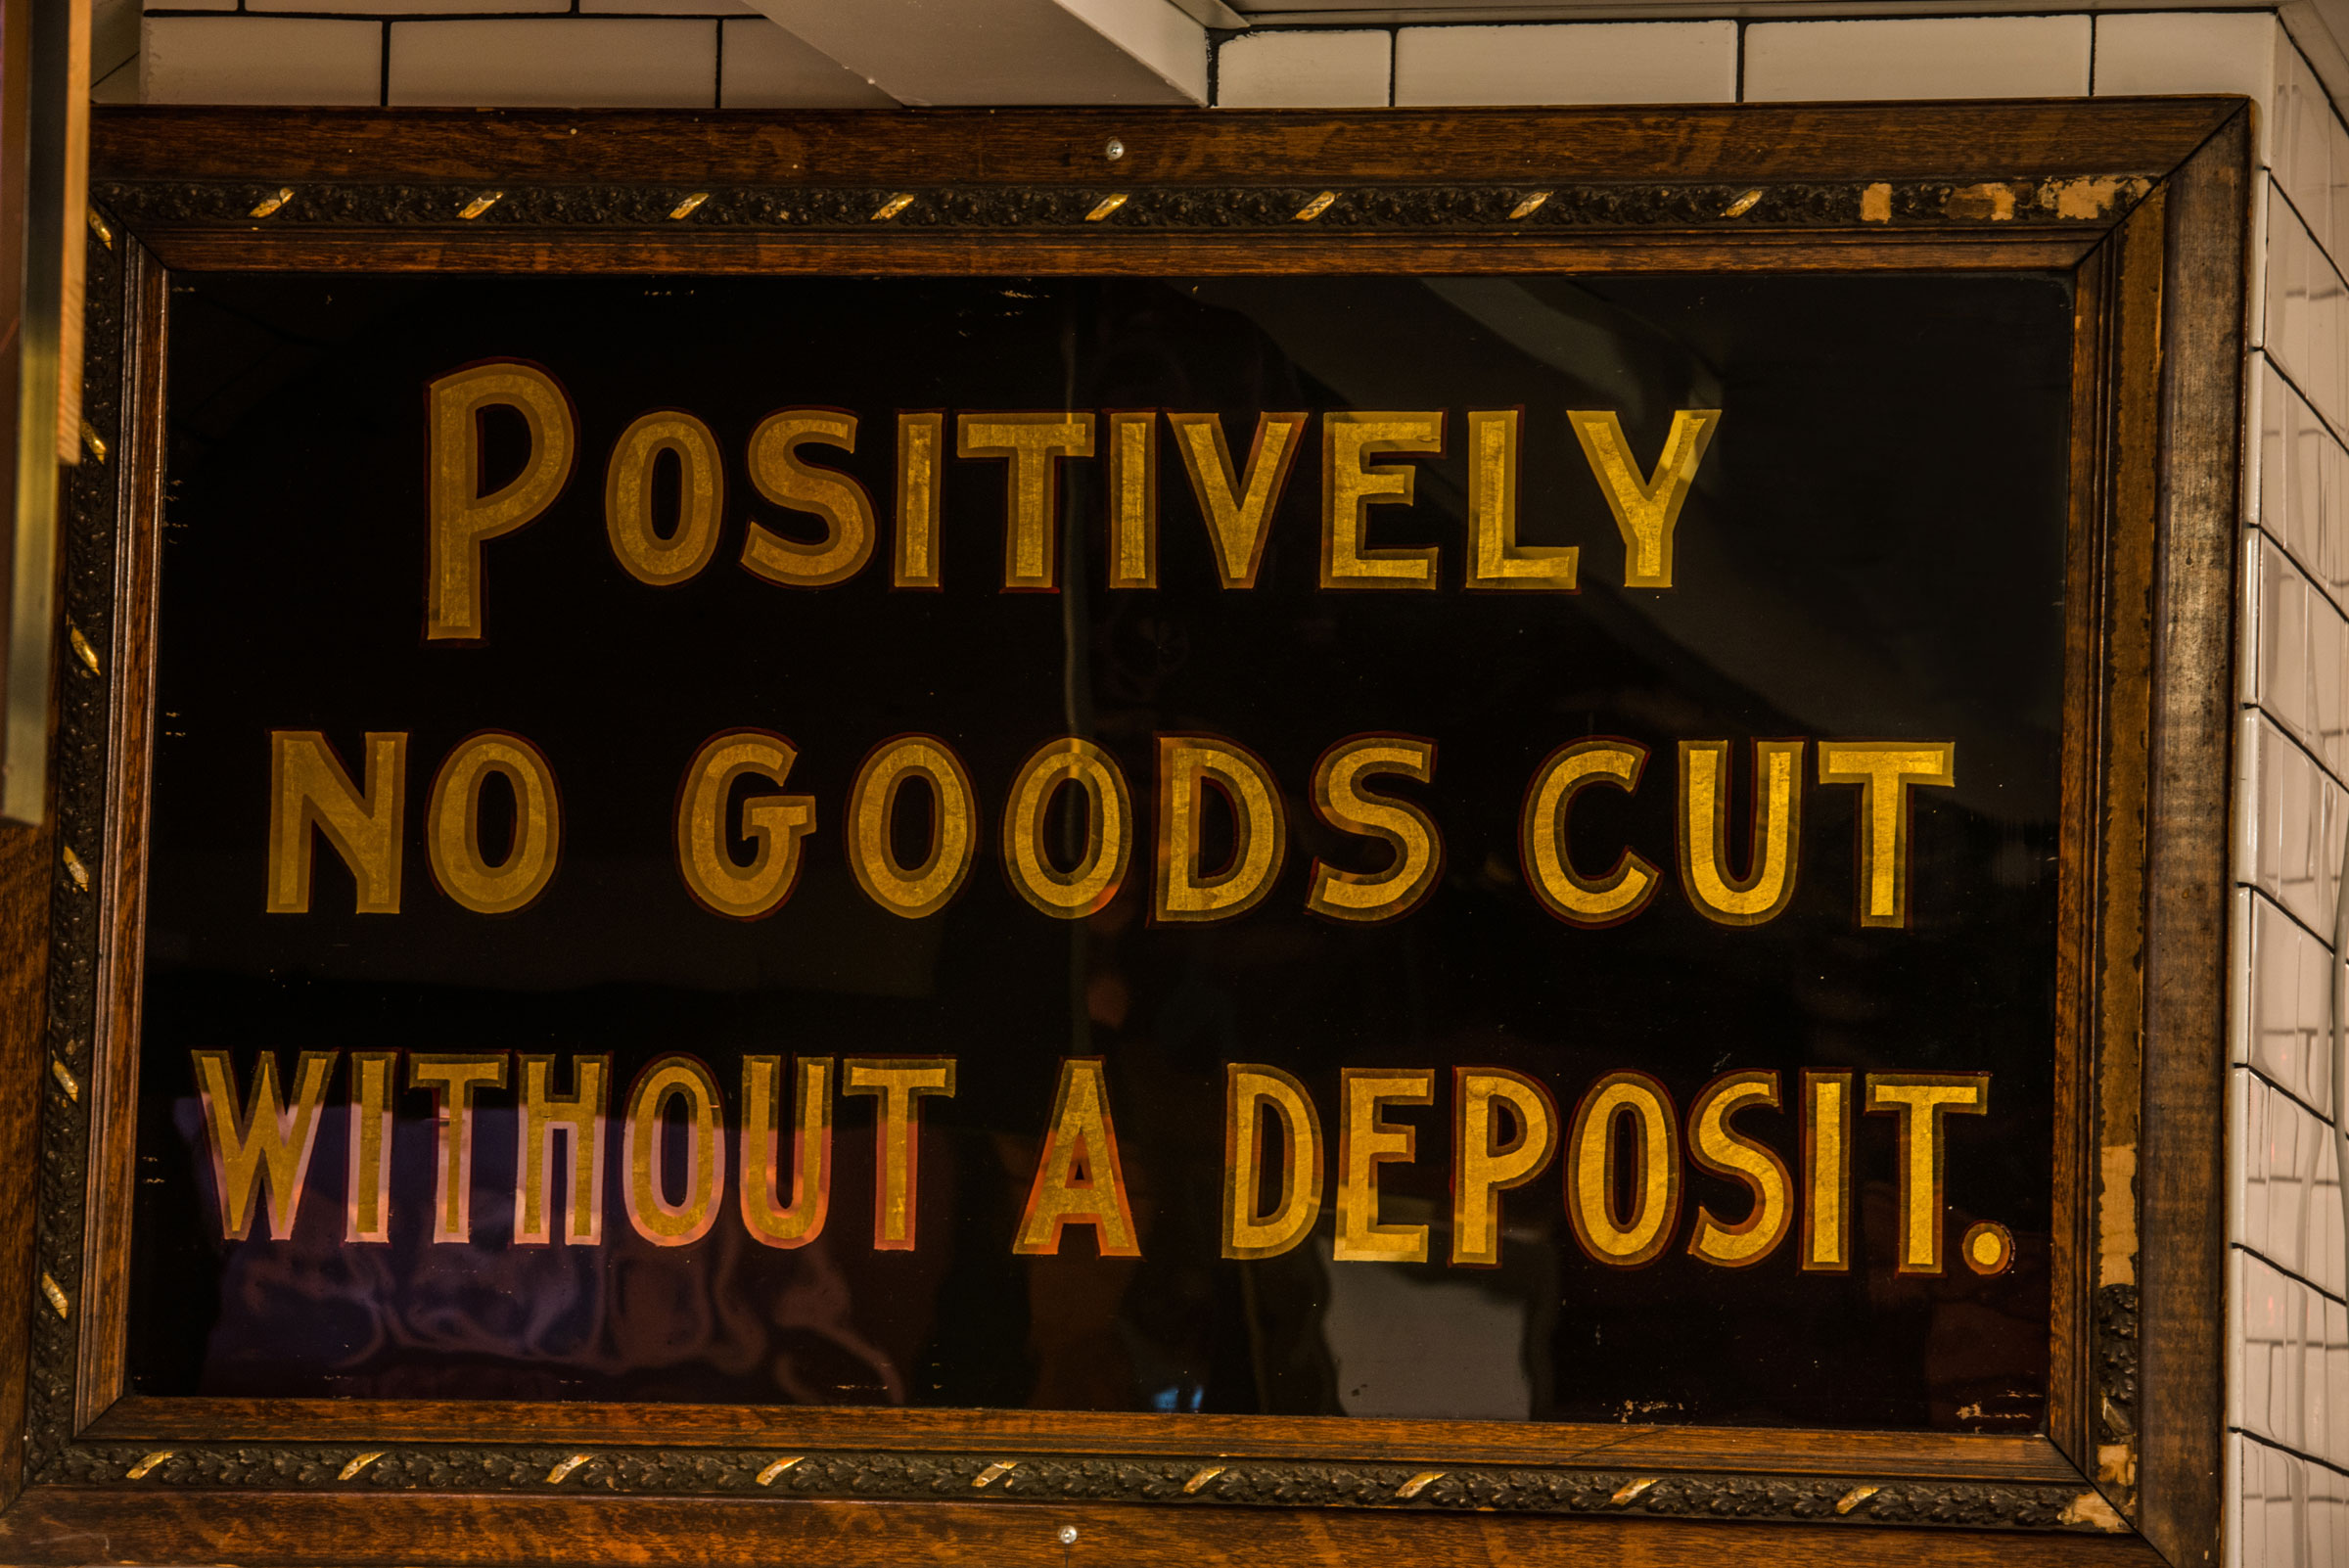 POSITIVELY
NO GOODS CUT
WITHOUT A DEPOSIT.